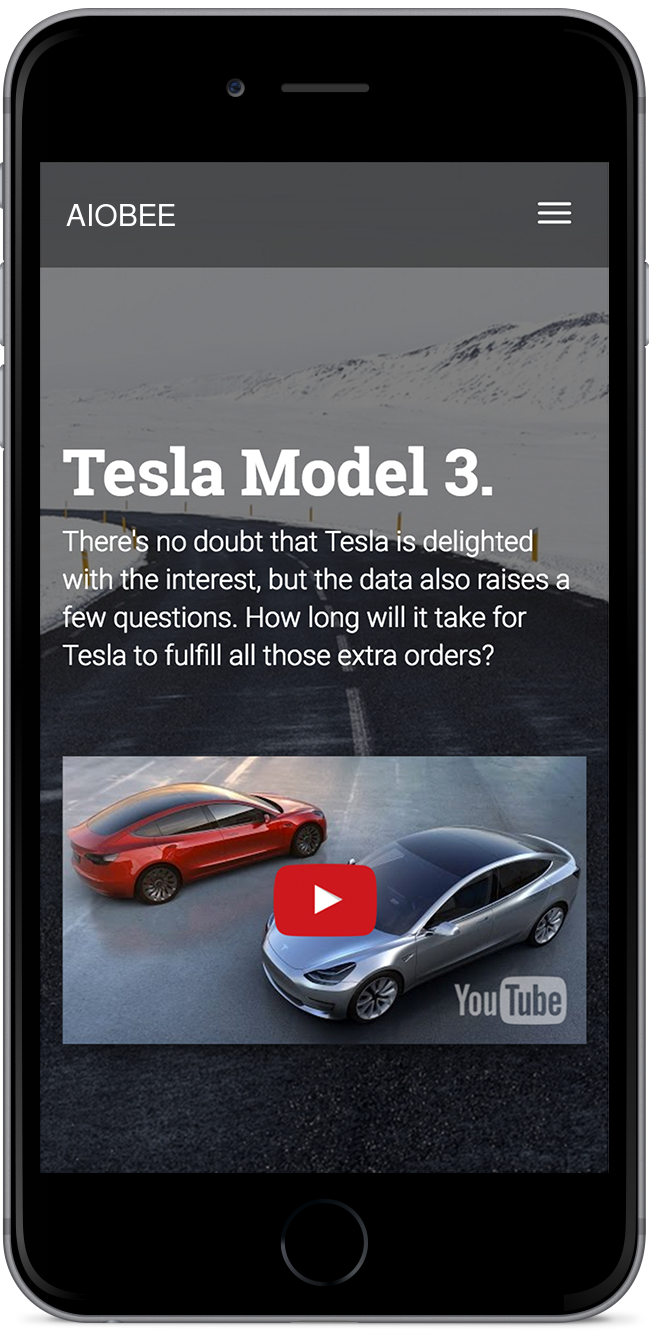 AIOBEE
Tesla Model 3.
There's no doubt that Tesla is delighted
with the interest, but the data also raises a
few questions. How long will it take for
Tesla to fulfill all those extra orders?
YouTube